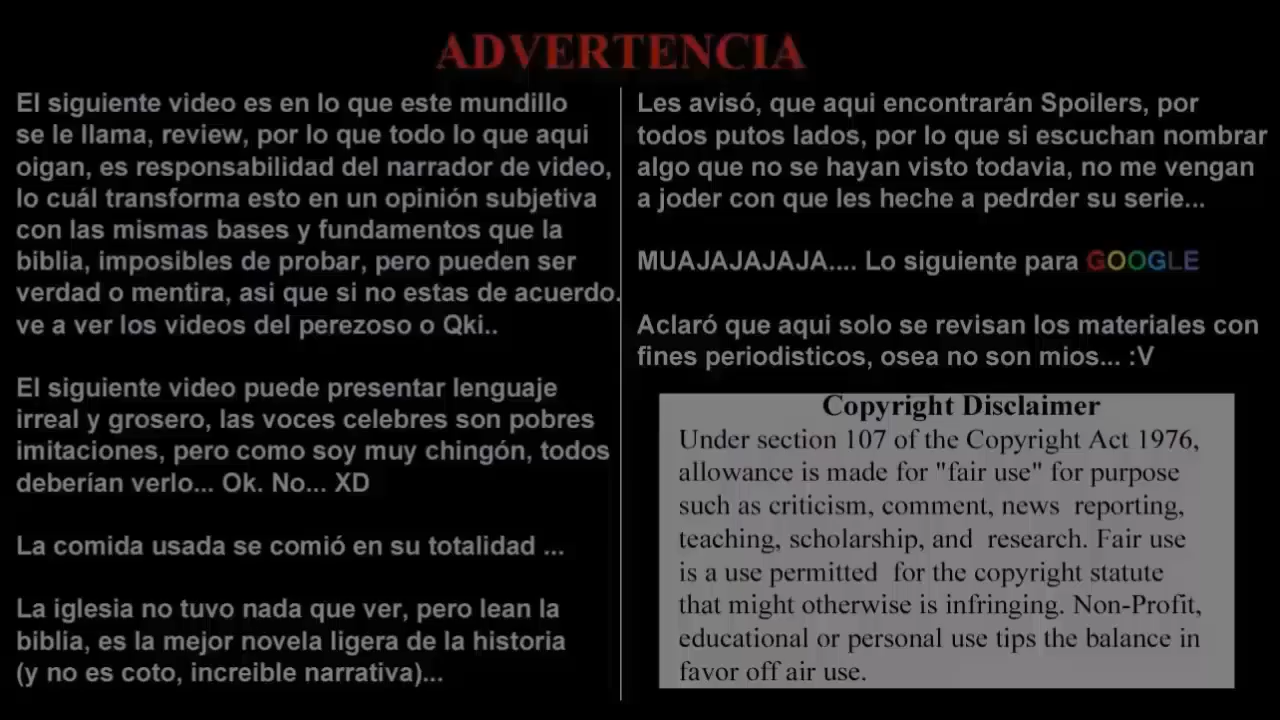 ADVERTENCIA
El siguiente video es en lo que este mundillo
se le llama, review, por lo que todo lo que aqui
oigan, es responsabilidad del narrador de video,
lo cuál transforma esto en un opinión subjetiva
con las mismas bases y fundamentos que la
biblia, imposibles de probar, pero pueden ser
verdad o mentira, asi que si no estas de acuerdo.
ve a ver los videos del perezoso o Qki..
El siguiente video puede presentar lenguaje
irreal y grosero, las voces celebres son pobres
imitaciones, pero como soy muy chingón, todos
deberían verlo... Ok. No... XD
La comida usada se comió en su totalidad ...
La iglesia no tuvo nada que ver, pero lean la
biblia, es la mejor novela ligera de la historia
(y no es coto, increible narrativa)...
Les avisó, que aqui encontrarán Spoilers, por
todos putos lados, por lo que si escuchan nombrar
algo que no se hayan visto todavia, no me vengan
a joder con que les heche a pedrder su serie...
MUAJAJAJAJA.... Lo siguiente para GOOGLE
Aclaró que aqui solo se revisan los materiales con
fines periodisticos, osea no son mios... :V
Copyright Disclaimer
Under section 107 of the Copyright Act 1976,
allowance is made for "fair use" for purpose
such as criticism, comment, news reporting,
teaching, scholarship, and research. Fair use
is a use permitted for the copyright statute
that might otherwise is infringing. Non-Profit,
educational or personal use tips the balance in
favor off air use.